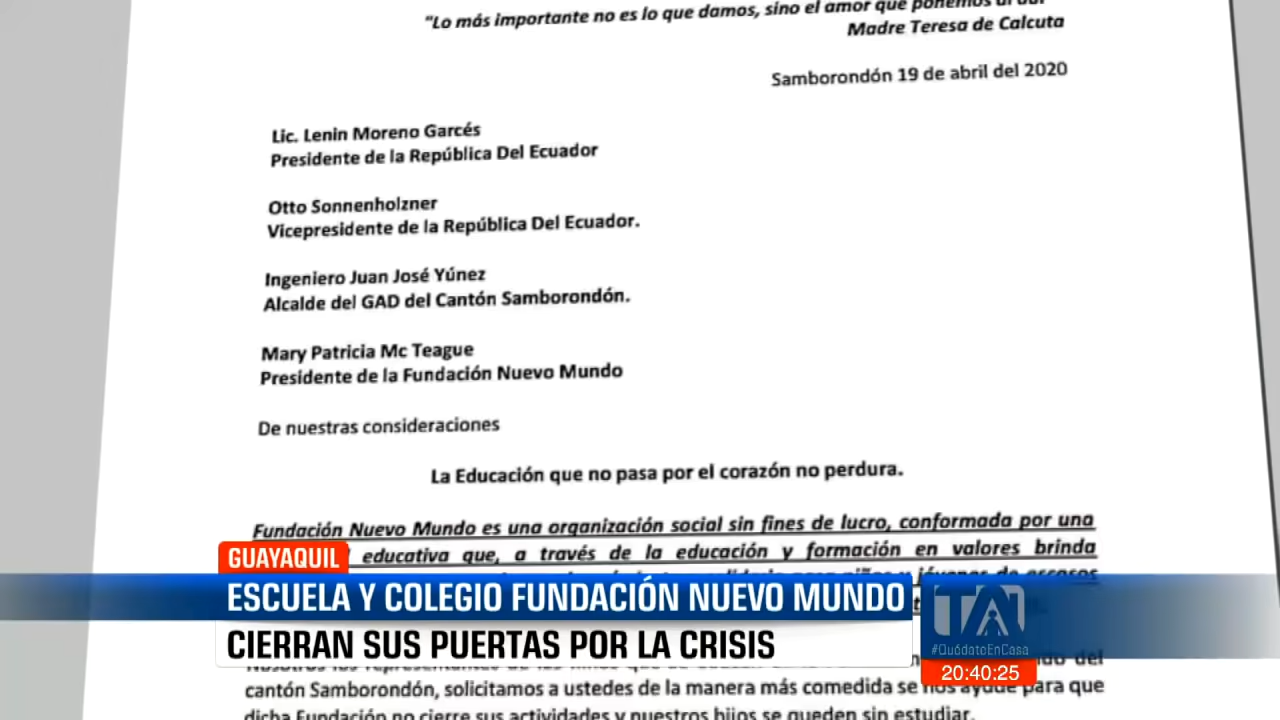 "Lo más importante no es lo que damos, sino el amor que ponemos al dar"
Madre Teresa de Calcuta
Samborondón 19 de abril del 2020
Lic. Lenin Moreno Garcés
Presidente de la República Del Ecuador
Otto Sonnenholzner
Vicepresidente de la República Del Ecuador.
Ingeniero Juan José Yúnez
Alcalde del GAD del Cantón Samborondón.
Mary Patricia Mc Teague
Presidente de la Fundación Nuevo Mundo
De nuestras consideraciones
La Educación que no pasa por el corazón no perdura.
Fundación Nuevo Mundo es una organización social sin fines de lucro, conformada por una
educativa que, a través de la educación y formación en valores brinda
GUAYAQUIL
ESCUELA Y COLEGIO FUNDACIÓN NUEVO MUNDO
CIERRAN SUS PUERTAS POR LA CRISIS
TA
#QuédateEnCasa
20:40:25
del
cantón Samborondón, solicitamos a ustedes de la manera más comedida se nos ayude para que
dicha Fundación no cierre sus actividades y nuestros hijos se queden sin estudiar.